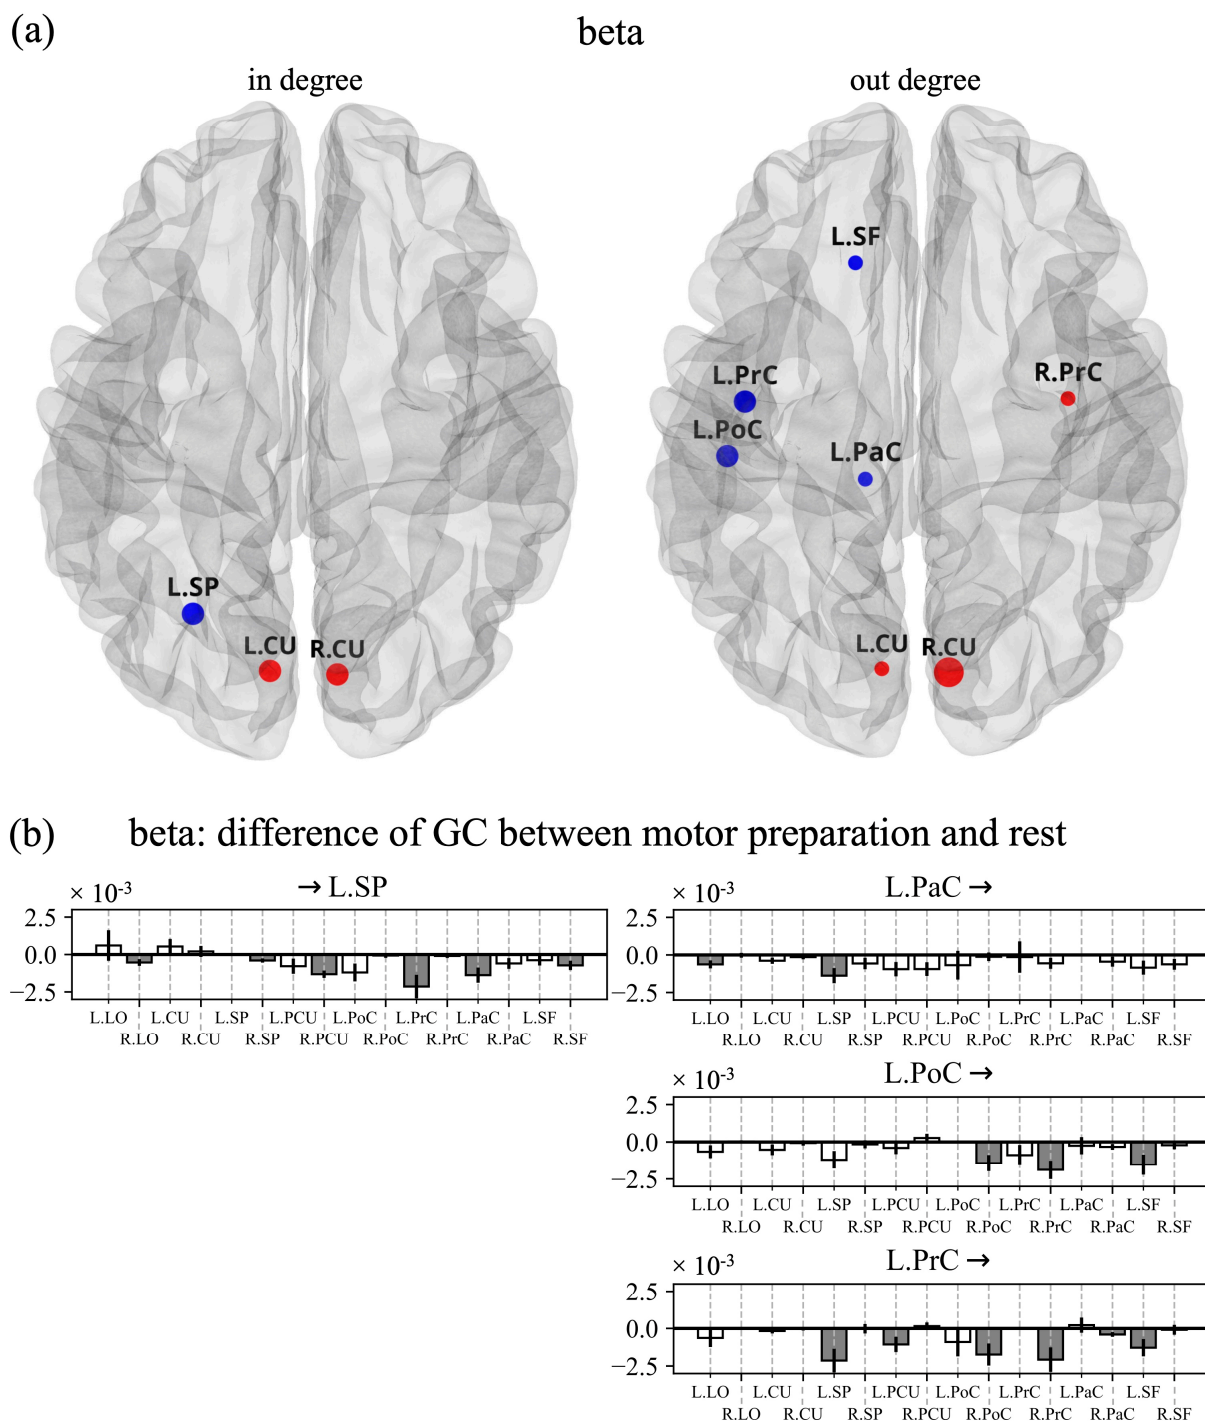 (a) beta
in degree out degree
L.SF
L.PrC R.PrC
L.PoC
L.PaC
L.SP
L.CU R.CU L.CU R.CU
(b) beta: difference of GC between motor preparation and rest
× 10-3 → L.SP
2.5
0.0
−2.5
L.LO L.CU L.SP L.PCU L.PoC L.PrC L.PaC L.SF
R.LO R.CU R.SP R.PCU R.PoC R.PrC R.PaC R.SF
× 10-3 L.PaC →
2.5
0.0
−2.5
L.LO L.CU L.SP L.PCU L.PoC L.PrC L.PaC L.SF
R.LO R.CU R.SP R.PCU R.PoC R.PrC R.PaC R.SF
× 10-3 L.PoC →
2.5
0.0
−2.5
L.LO L.CU L.SP L.PCU L.PoC L.PrC L.PaC L.SF
R.LO R.CU R.SP R.PCU R.PoC R.PrC R.PaC R.SF
× 10-3 L.PrC →
2.5
0.0
−2.5
L.LO L.CU L.SP L.PCU L.PoC L.PrC L.PaC L.SF
R.LO R.CU R.SP R.PCU R.PoC R.PrC R.PaC R.SF